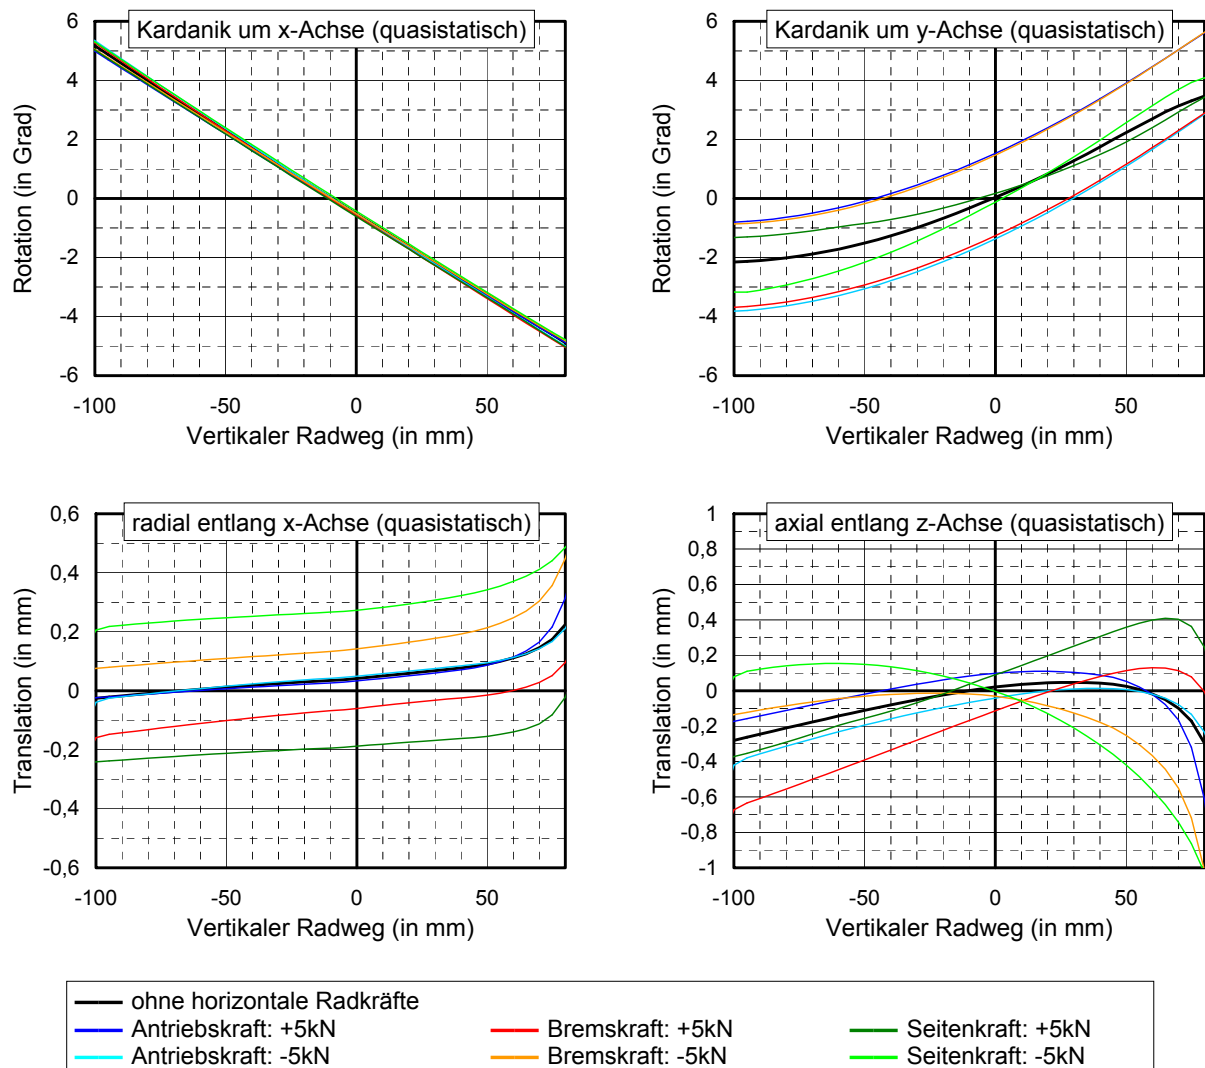 Kardanik um x-Achse (quasistatisch)
Rotation (in Grad)
6
4
2
0
-2
-4
-6
-100
-50
0
50
Vertikaler Radweg (in mm)
Kardanik um y-Achse (quasistatisch)
Rotation (in Grad)
6
4
2
0
-2
-4
-6
-100
-50
0
50
Vertikaler Radweg (in mm)
radial entlang x-Achse (quasistatisch)
Translation (in mm)
0,6
0,4
0,2
0
-0,2
-0,4
-0,6
-100
-50
0
50
Vertikaler Radweg (in mm)
axial entlang z-Achse (quasistatisch)
Translation (in mm)
1
0,8
0,6
0,4
0,2
0
-0,2
-0,4
-0,6
-0,8
-1
-100
-50
0
50
Vertikaler Radweg (in mm)
ohne horizontale Radkräfte
Antriebskraft: +5kN
Bremskraft: +5kN
Seitenkraft: +5kN
Antriebskraft: -5kN
Bremskraft: -5kN
Seitenkraft: -5kN